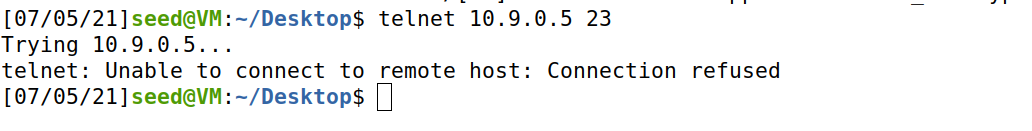 [07/05/21]seed@VM:~/Desktop$ telnet 10.9.0.5 23
Trying 10.9.0.5...
telnet: Unable to connect to remote host: Connection refused
[07/05/21]seed@VM:~/Desktop$